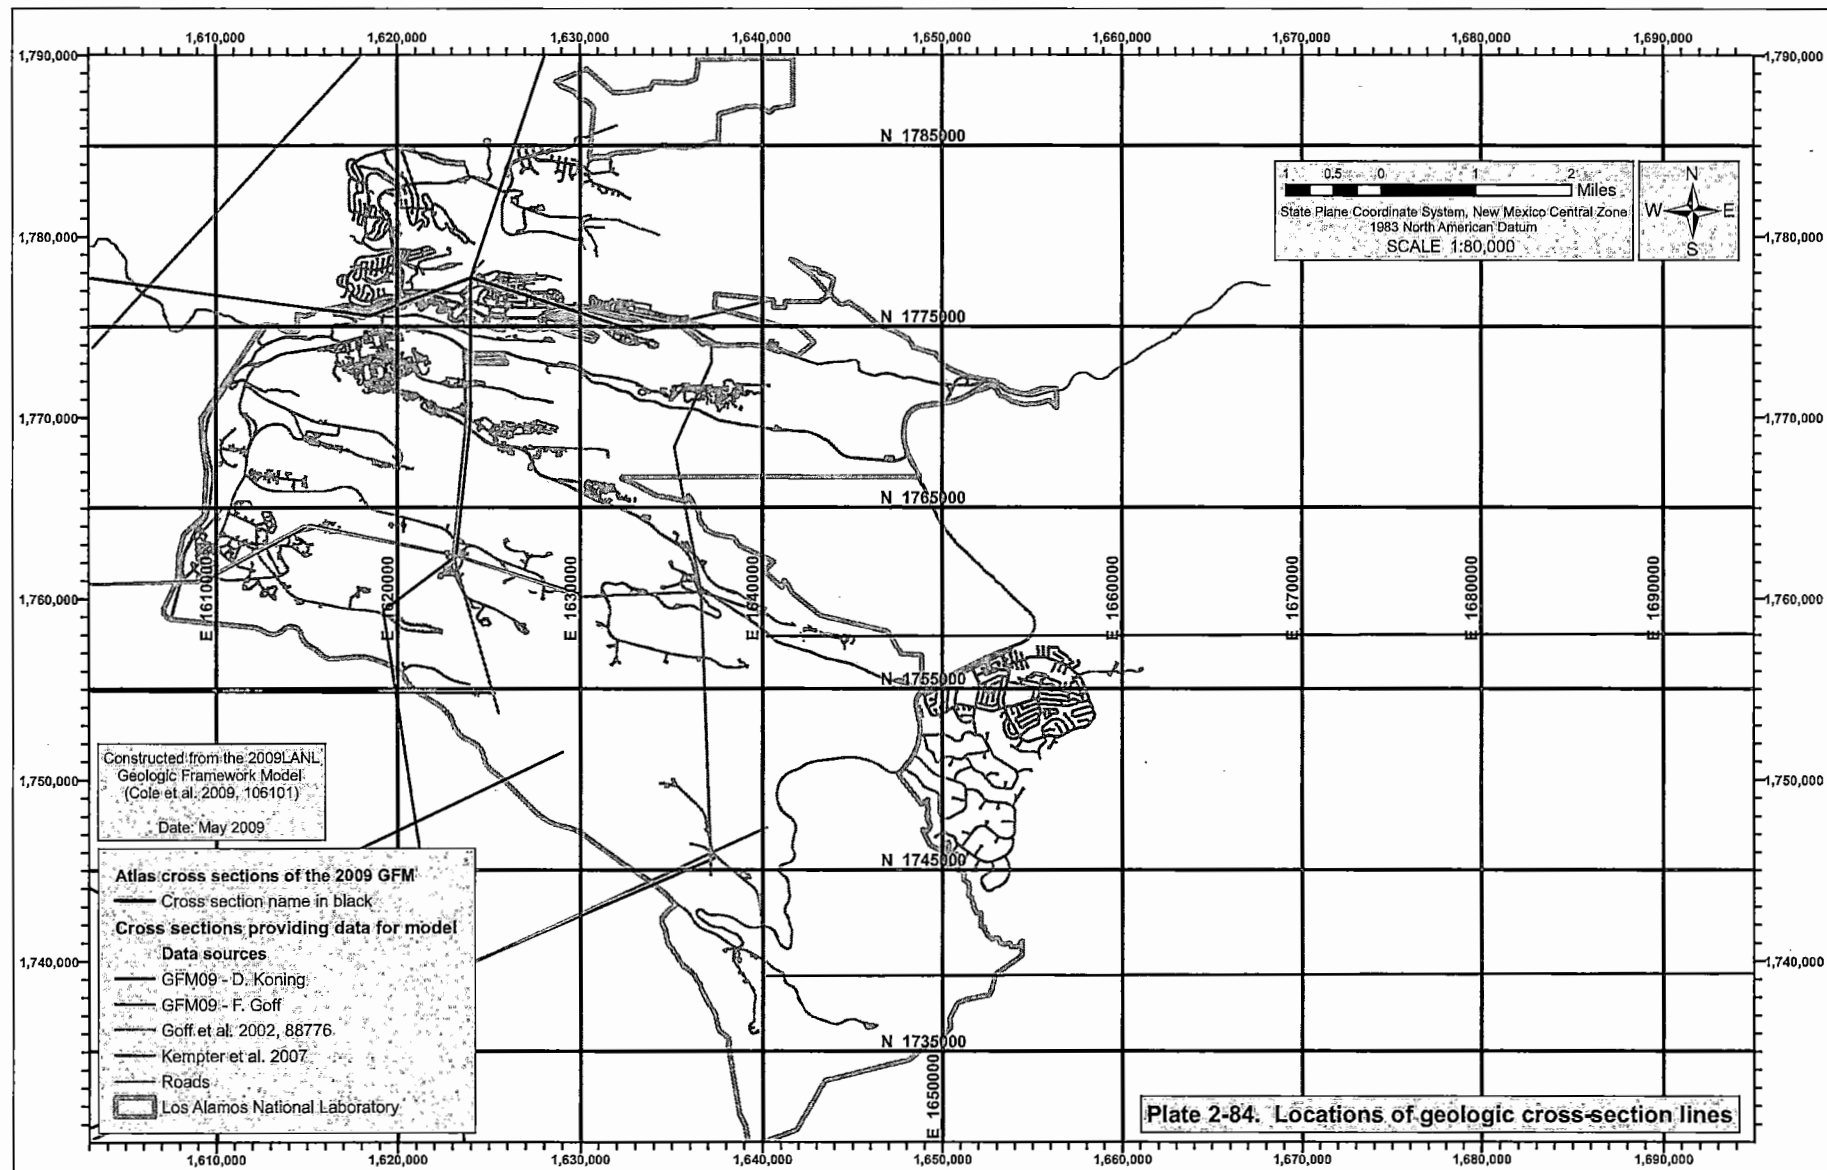 1,610,000 1,620,000 1,630,000 1,640,000 1,650,000 1,660,000 1,670,000 1,680,000 1,690,000
1,790,000 1,790,000
N 1785000
1 0.5 0 1 2
Miles
State Plane Coordinate System, New Mexico Central Zone
1983 North American Datum
SCALE 1:80,000
N
W E
S
1,780,000 1,780,000
N 1775000
1,770,000 1,770,000
N 1765000
E 1610000
E 1620000
E 1630000
E 1640000
E 1660000
E 1670000
E 1680000
E 1690000
1,760,000 1,760,000
N 1755000
Constructed from the 2009LANL
Geologic Framework Model
(Cole et al. 2009, 106101)
Date: May 2009
1,750,000 1,750,000
N 1745000
Atlas cross sections of the 2009 GFM
Cross section name in black
Cross sections providing data for model
Data sources
GFM09 - D. Koning
GFM09 - F. Goff
Goff et al. 2002, 88776
Kempter et al. 2007
Roads
Los Alamos National Laboratory
1,740,000 1,740,000
N 1735000
E 1650000
Plate 2-84. Locations of geologic cross-section lines
1,610,000 1,620,000 1,630,000 1,640,000 1,650,000 1,660,000 1,670,000 1,680,000 1,690,000